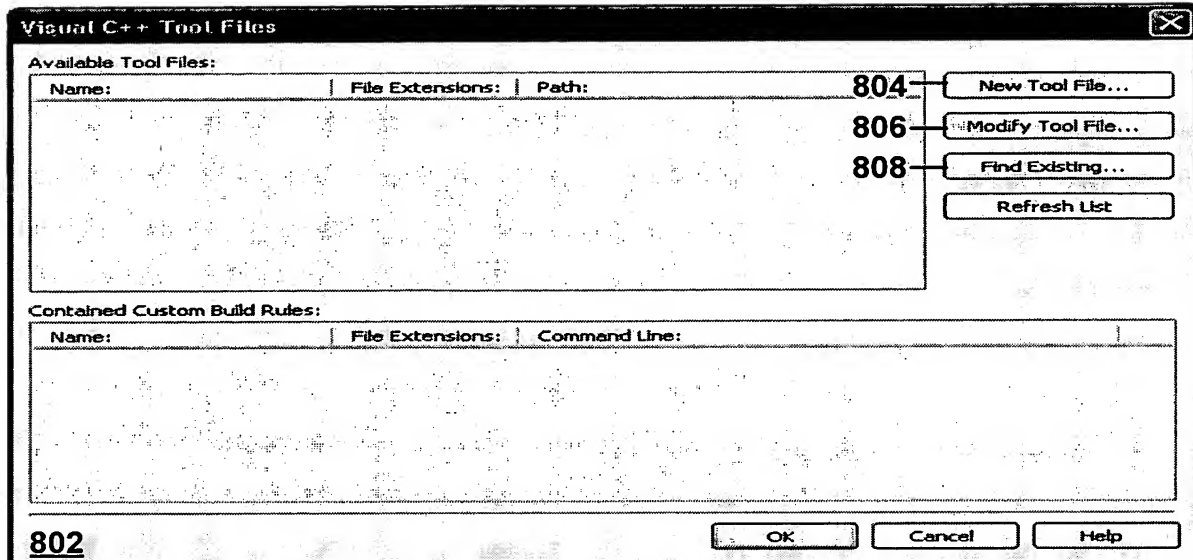 Visual C++ Tool Files
Available Tool Files:
Name: File Extensions: Path:
804 New Tool File...
806 Modify Tool File...
808 Find Existing...
Refresh List
Contained Custom Build Rules:
Name: File Extensions: Command Line:
802
OK Cancel Help